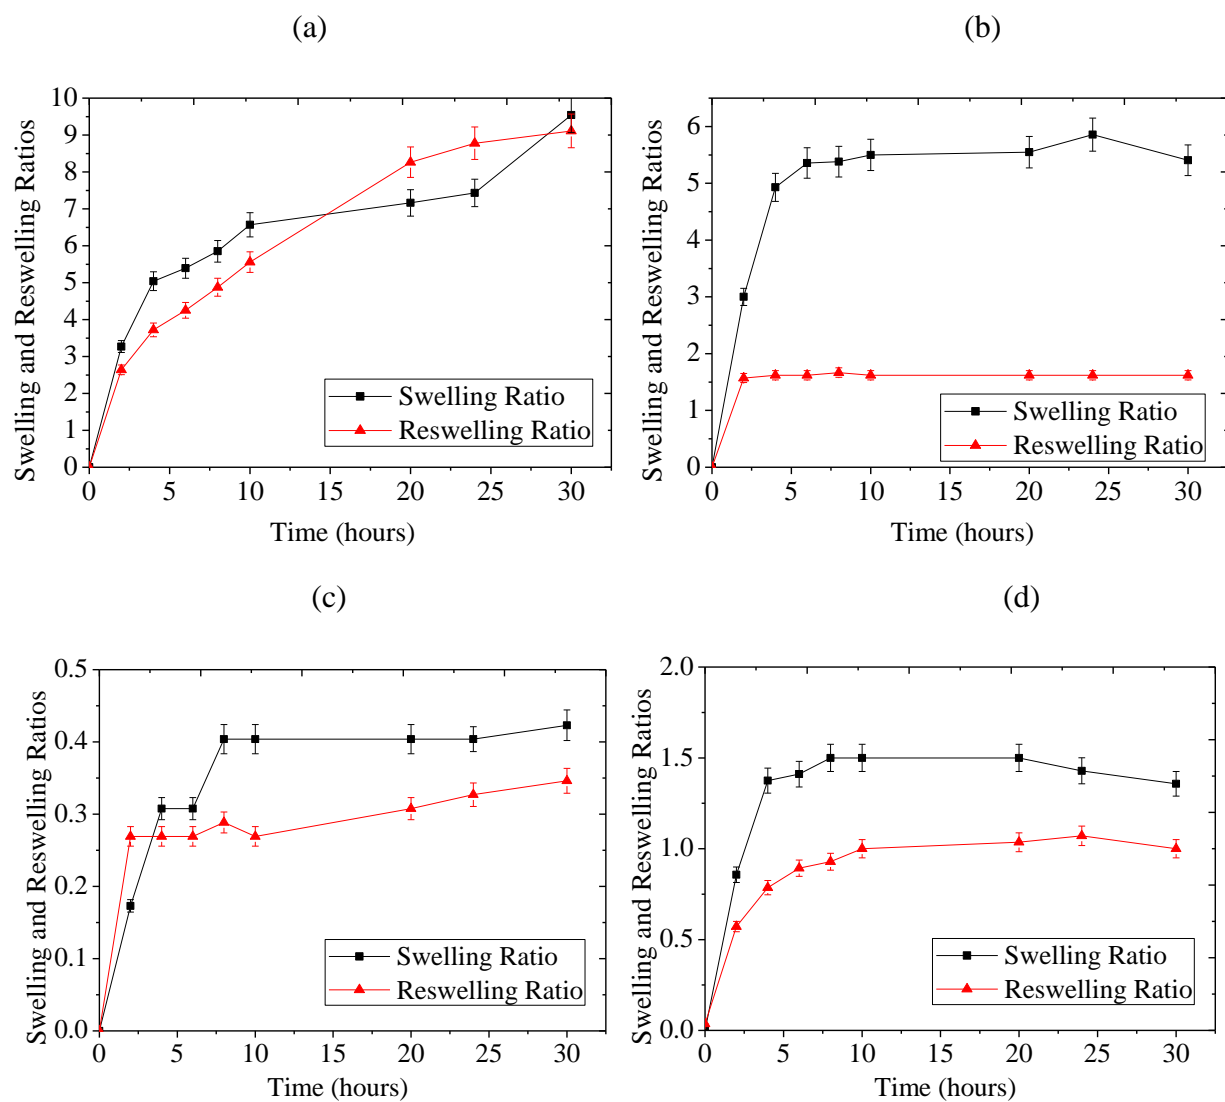 (a)
(b)
10
9
8
7
6
5
4
3
2
1
0
Swelling and Reswelling Ratios
Swelling Ratio
Reswelling Ratio
0 5 10 20 25 30
Time (hours)
6
5
3
2
1
0
Swelling and Reswelling Ratios
Swelling Ratio
Reswelling Ratio
0 5 10 20 25 30
Time (hours)
(c)
(d)
0.5
0.4
0.3
0.2
0.1
0.0
Swelling and Reswelling Ratios
Swelling Ratio
Reswelling Ratio
0 5 10 20 25 30
Time (hours)
2.0
1.5
1.0
0.5
0.0
Swelling and Reswelling Ratios
Swelling Ratio
Reswelling Ratio
0 5 10 20 25 30
Time (hours)